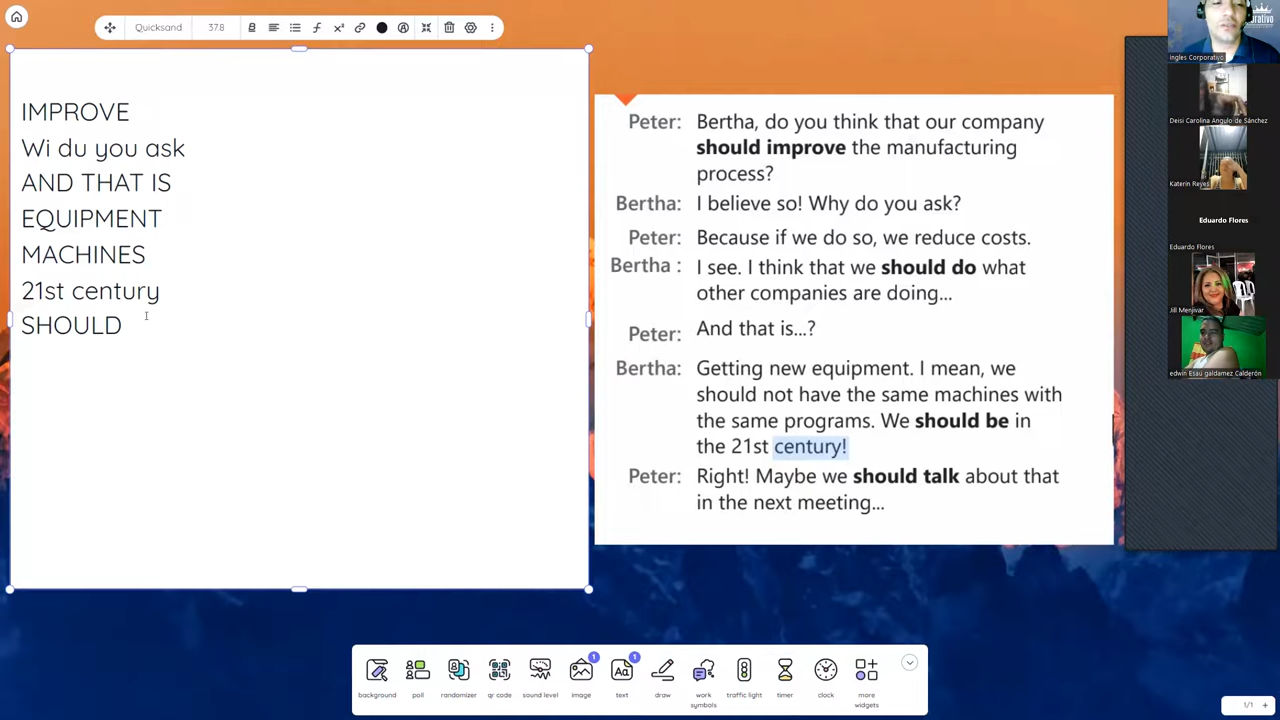 Quicksand
37.8
IMPROVE
Wi du you ask
AND THAT IS
EQUIPMENT
MACHINES
21st century
SHOULD
Peter: Bertha, do you think that our company
should improve the manufacturing
process?
Bertha: I believe so! Why do you ask?
Peter: Because if we do so, we reduce costs.
Bertha : I see. I think that we should do what
other companies are doing...
Peter: And that is...?
Bertha: Getting new equipment. I mean, we
should not have the same machines with
the same programs. We should be in
the 21st century!
Peter: Right! Maybe we should talk about that
in the next meeting...
Ingles Corporativo
Deisi Carolina Angulo de Sánchez
Katerin Reyes
Eduardo Flores
Eduardo Flores
Jill Menjivar
edwin Esaú galdamez Calderón
background
poll
randomizer
qr code
sound level
1
image
1
text
draw
work
symbols
traffic light
timer
clock
more
widgets
1/1